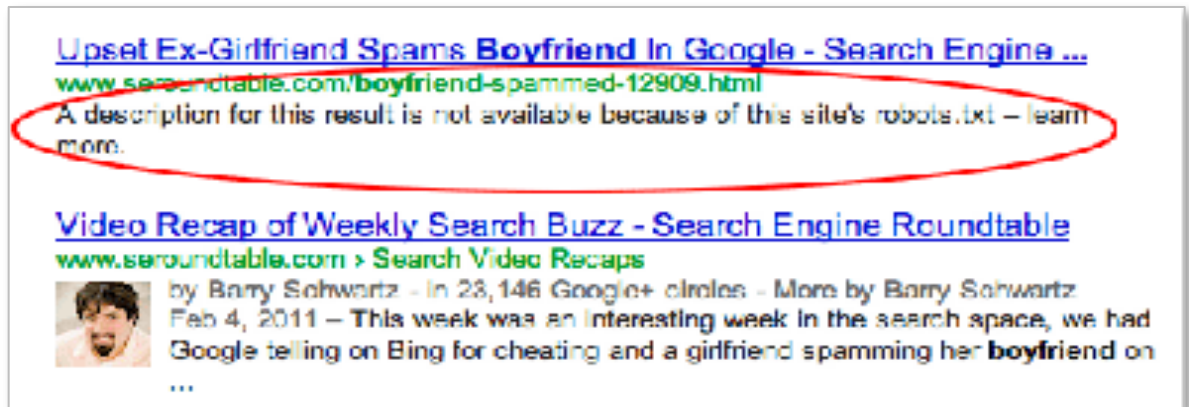 Upset Ex-Girlfriend Spams Boyfriend In Google - Search Engine ...
www.seroundtable.com/boyfriend-spammed-12909.html
A description for this result is not available because of this site's robots.txt – learn
more.
Video Recap of Weekly Search Buzz - Search Engine Roundtable
www.seroundtable.com › Search Video Recaps
by Barry Schwartz - in 23,146 Google+ circles - More by Barry Schwartz
Feb 4, 2011 – This week was an interesting week in the search space, we had
Google telling on Bing for cheating and a girlfriend spamming her boyfriend on
...